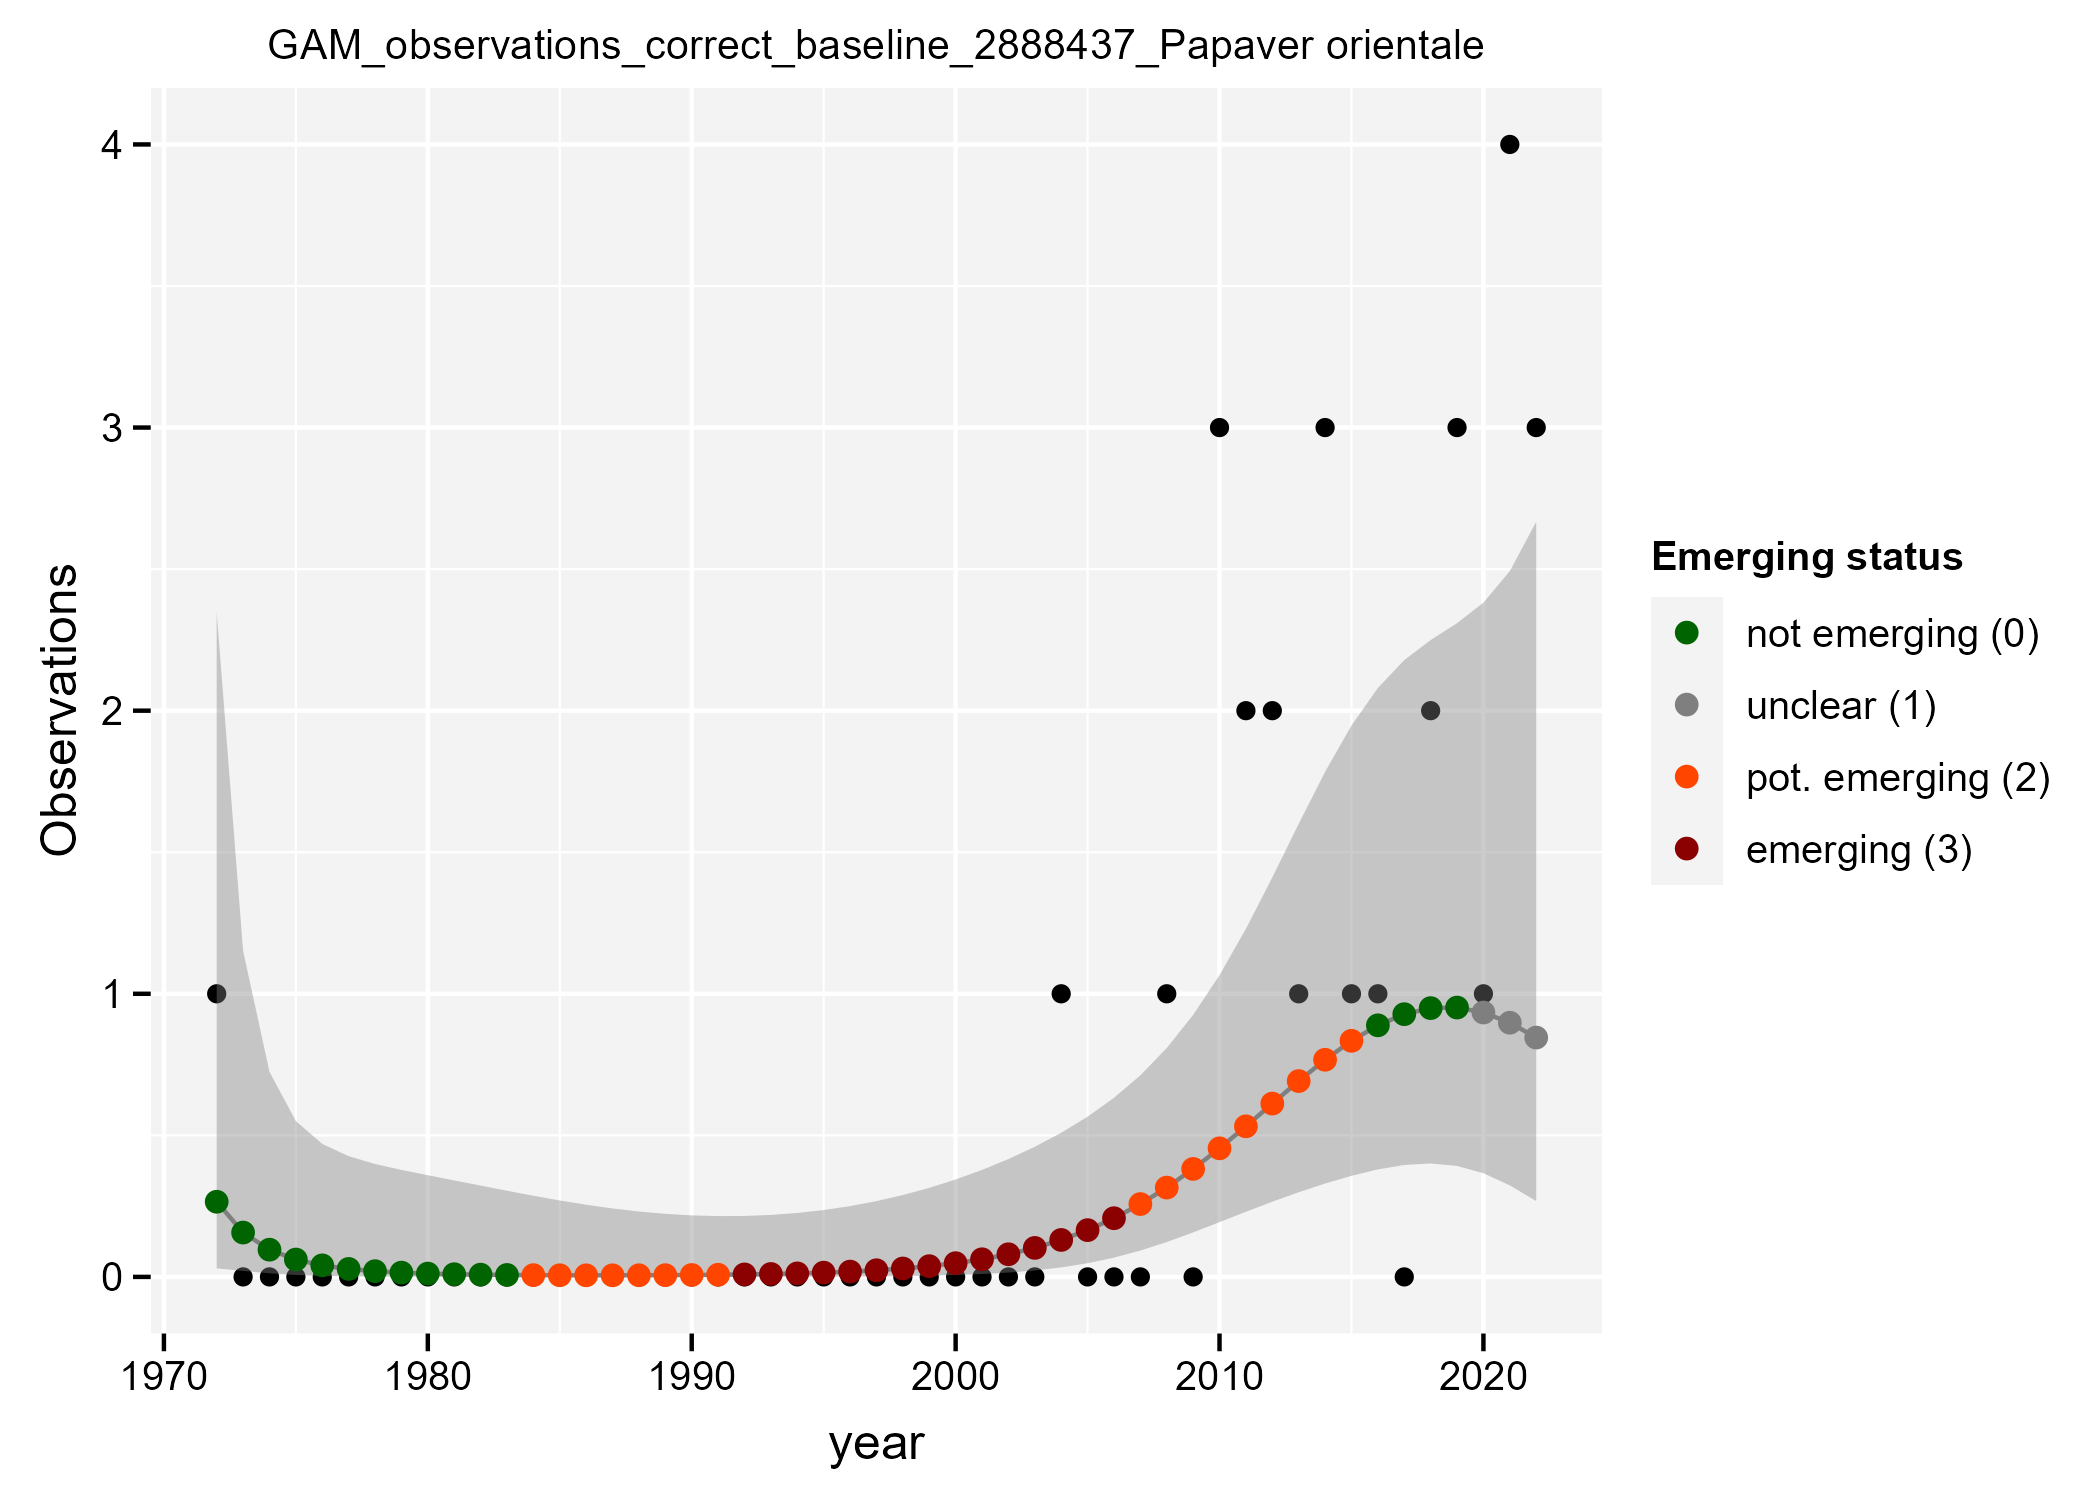 GAM_observations_correct_baseline_2888437_Papaver orientale
4
3
2
1
0
Observations
1970 1980 1990 2000 2010 2020
year
Emerging status
not emerging (0)
unclear (1)
pot. emerging (2)
emerging (3)